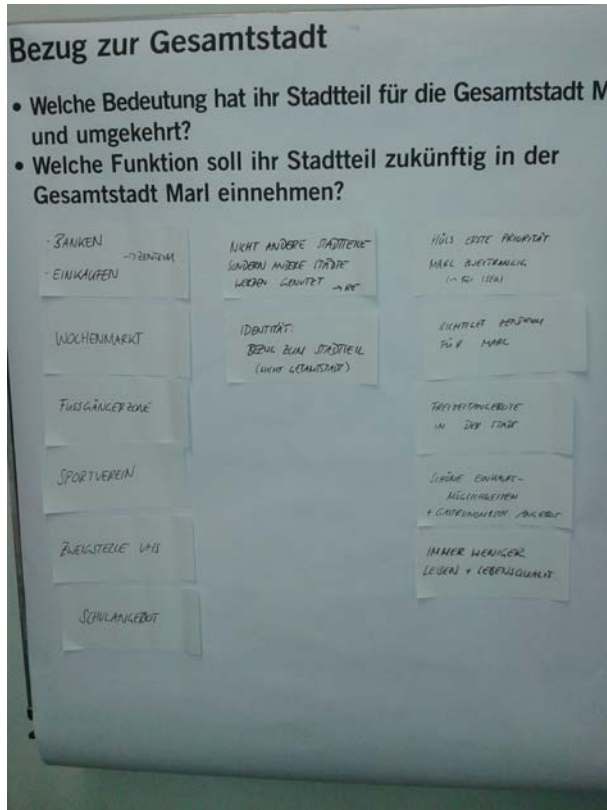 Bezug zur Gesamtstadt
• Welche Bedeutung hat ihr Stadtteil für die Gesamtstadt M
und umgekehrt?
• Welche Funktion soll ihr Stadtteil zukünftig in der
Gesamtstadt Marl einnehmen?
- BANKEN
→ ZENTRUM
- EINKAUFEN
WOCHENMARKT
FUSSGÄNGERZONE
SPORTVEREIN
ZWEIGSTELLE VHS
SCHULANGEBOT
NICHT ANDERE STADTTEILE
SONDERN ANDERE STÄDTE
WERDEN GENUTZT → RE
IDENTITÄT:
BEZUG ZUM STADTTEIL
(NICHT GESAMTSTADT)
HÜLS ERSTE PRIORITÄT
MARL ZWEITRANGIG
ZENTRUM
FÜR MARL
FREIZEITANGEBOTE
IN DER STADT
SCHÖNE EINKAUFS-
MÖGLICHKEITEN
+ GASTRONOMISCH. ANGEBOT
IMMER WENIGER
LEBEN + LEBENSQUALIT.